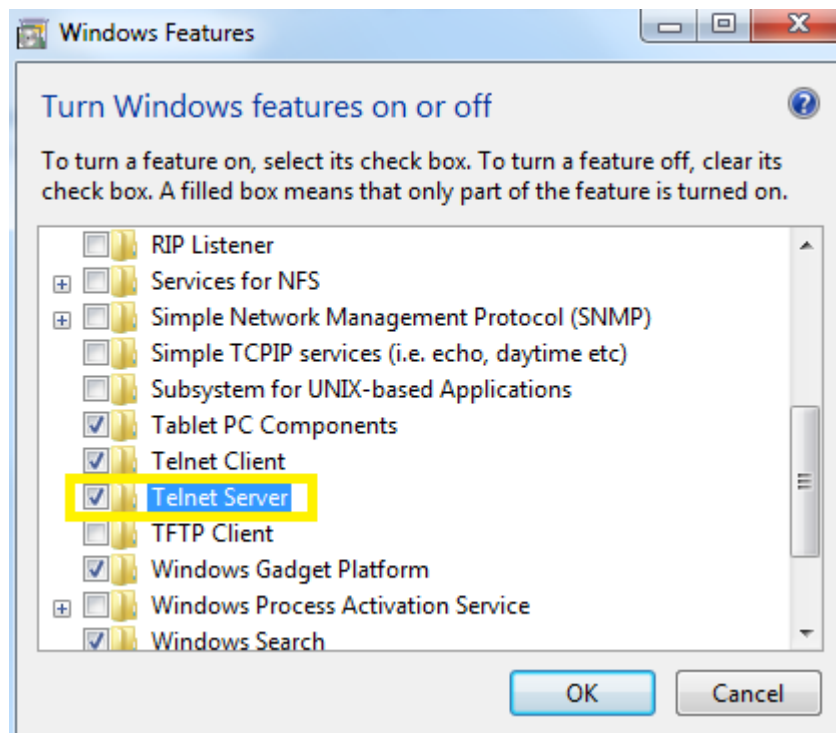 Windows Features
Turn Windows features on or off
To turn a feature on, select its check box. To turn a feature off, clear its
check box. A filled box means that only part of the feature is turned on.
RIP Listener
Services for NFS
Simple Network Management Protocol (SNMP)
Simple TCPIP services (i.e. echo, daytime etc)
Subsystem for UNIX-based Applications
Tablet PC Components
Telnet Client
Telnet Server
TFTP Client
Windows Gadget Platform
Windows Process Activation Service
Windows Search
OK Cancel